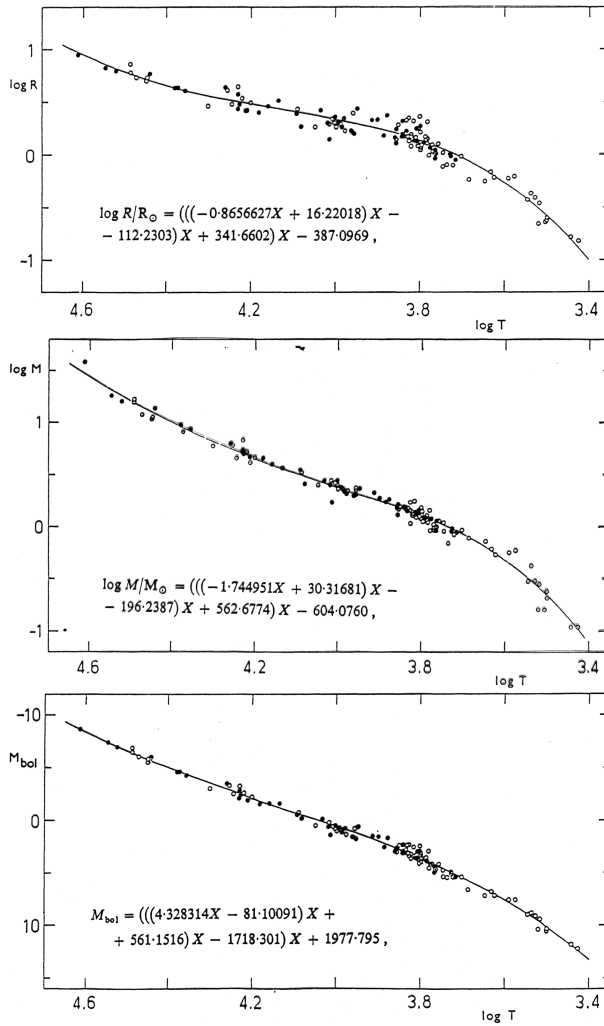 1
log R
0
log R/R⊙ = (((−0·8656627X + 16·22018) X −
− 112·2303) X + 341·6602) X − 387·0969 ,
-1
4.6 4.2 3.8 3.4
log T
log M
1
0
log M/M⊙ = (((−1·744951X + 30·31681) X −
− 196·2387) X + 562·6774) X − 604·0760 ,
-1
4.6 4.2 3.8 3.4
log T
-10
M bol
0
M bol = (((4·328314X − 81·10091) X +
+ 561·1516) X − 1718·301) X + 1977·795 ,
10
4.6 4.2 3.8 3.4
log T